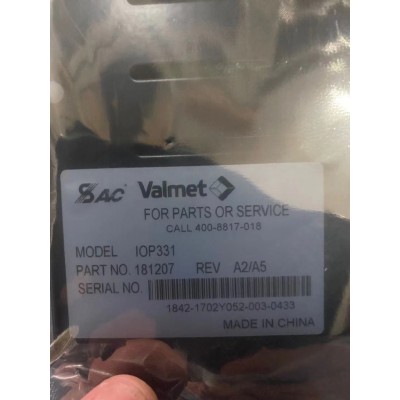 SAC Valmet
FOR PARTS OR SERVICE
CALL 400-8817-018
MODEL IOP331
PART NO. 181207 REV A2/A5
SERIAL NO.
1842-1702Y052-003-0433
MADE IN CHINA